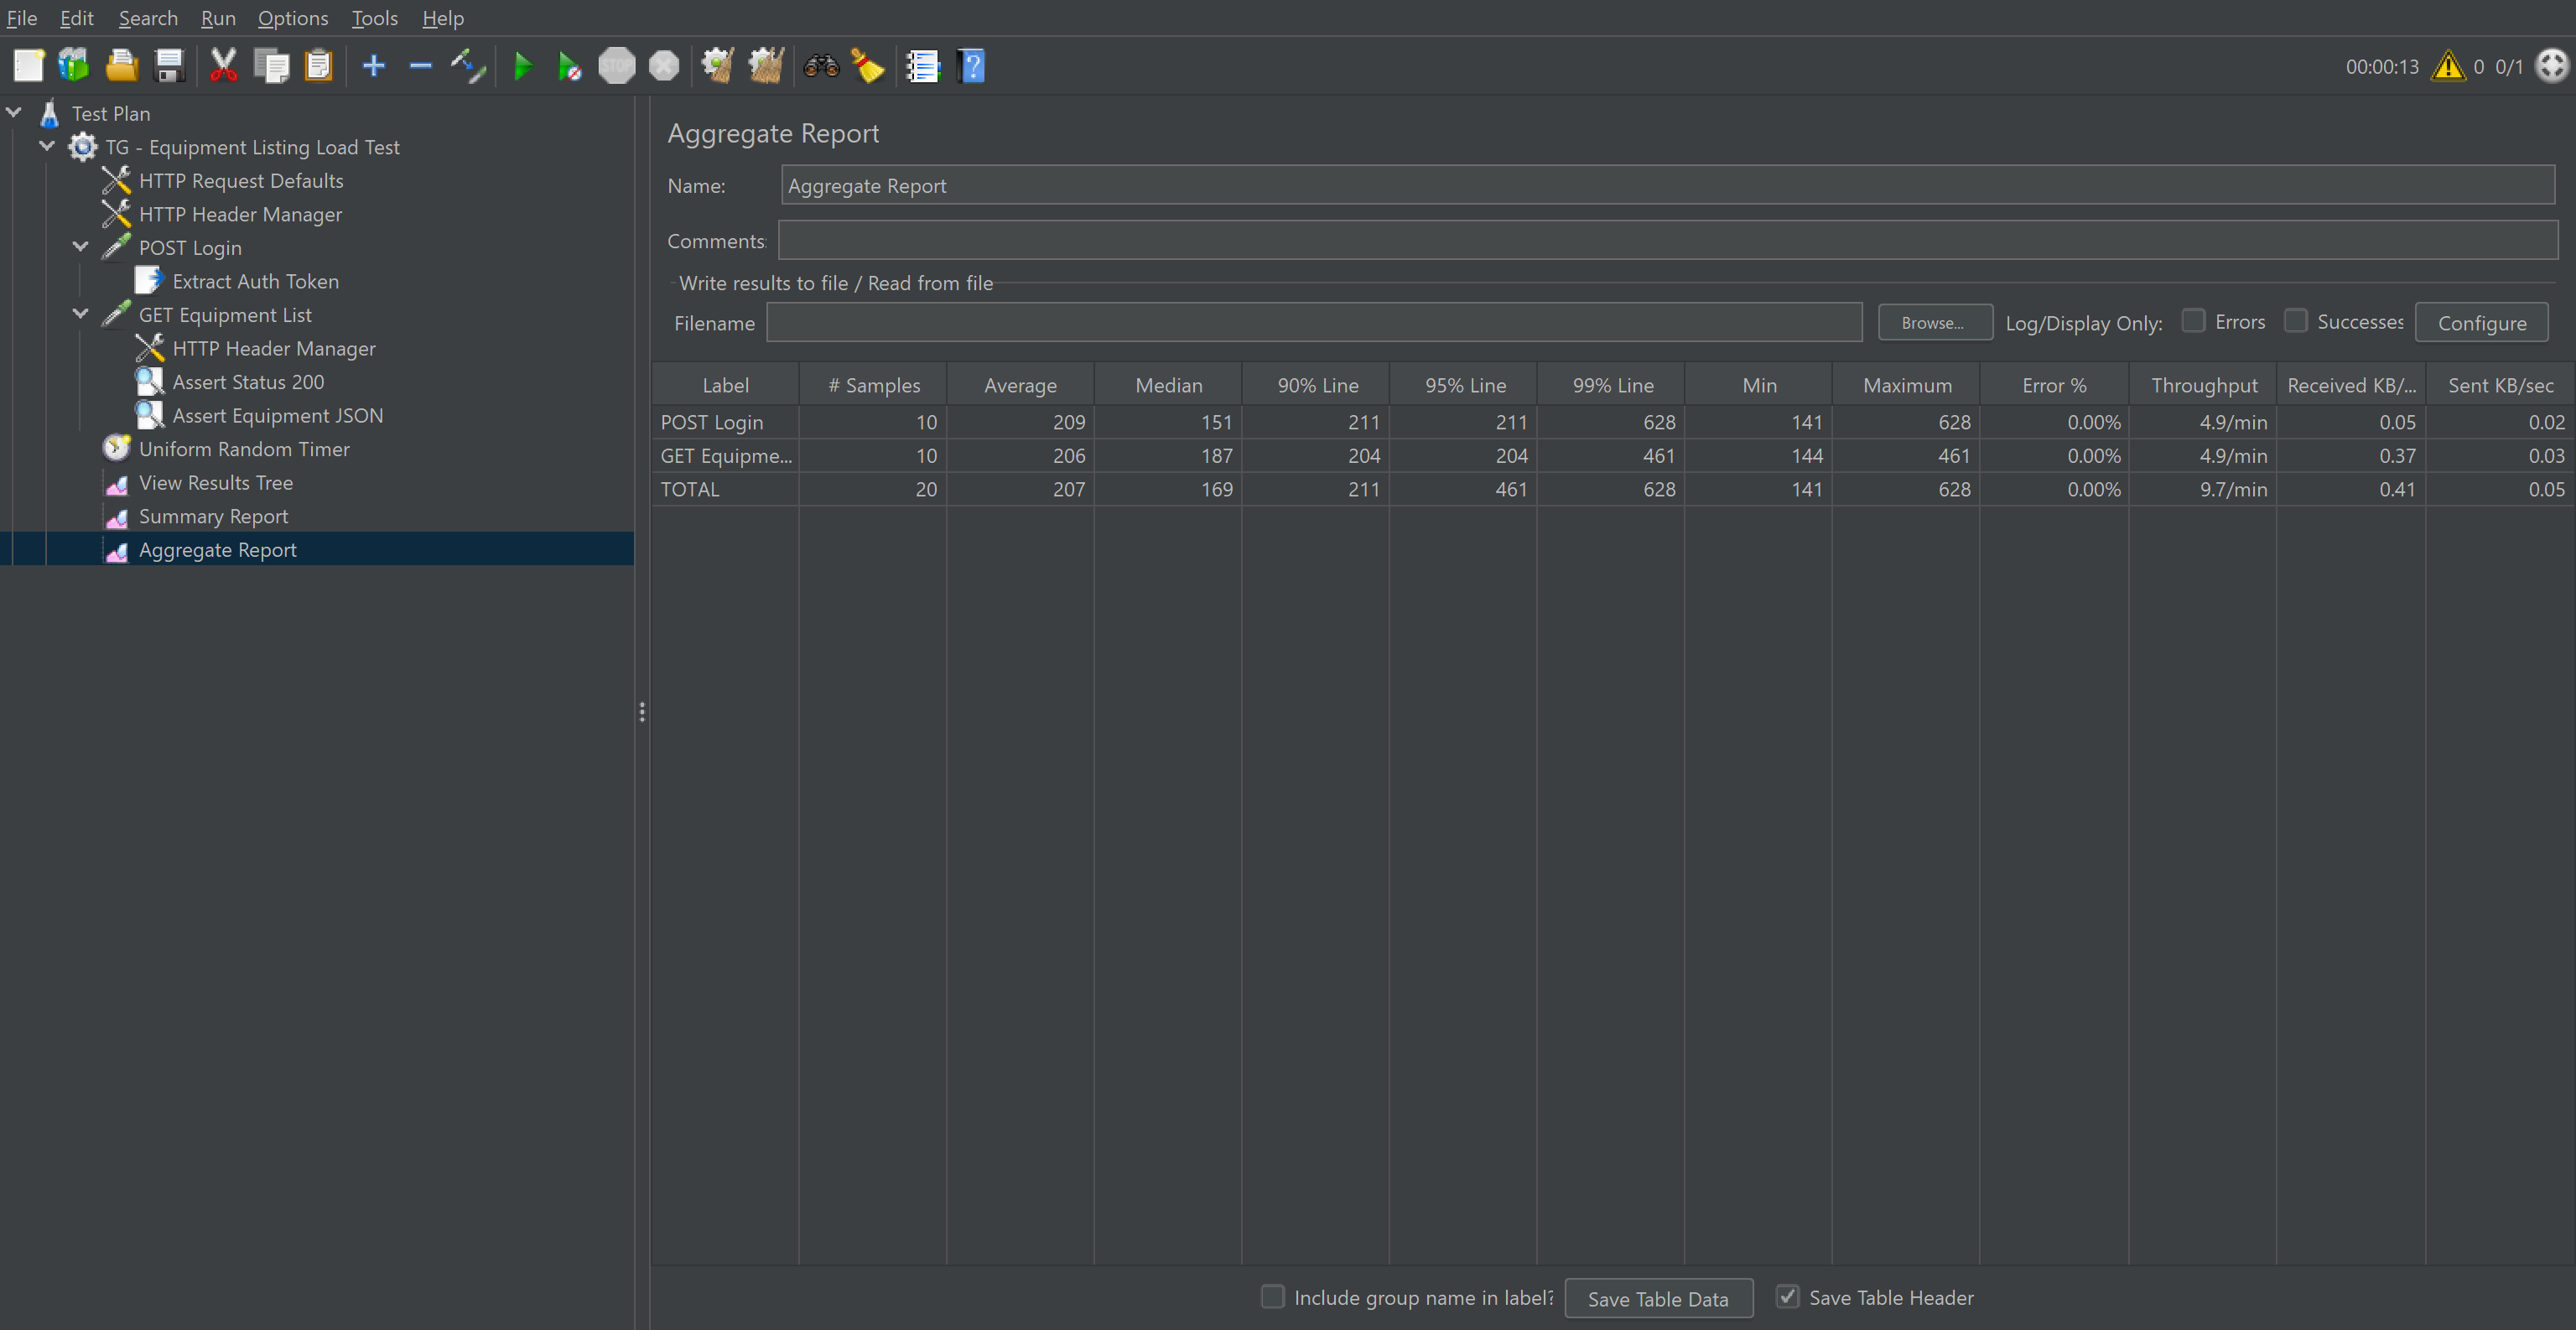 File Edit Search Run Options Tools Help
STOP
00:00:13 0 0/1
Test Plan
TG - Equipment Listing Load Test
HTTP Request Defaults
HTTP Header Manager
POST Login
Extract Auth Token
GET Equipment List
HTTP Header Manager
Assert Status 200
Assert Equipment JSON
Uniform Random Timer
View Results Tree
Summary Report
Aggregate Report
Aggregate Report
Name: Aggregate Report
Comments:
Write results to file / Read from file
Filename Browse... Log/Display Only: Errors Successes Configure
Label # Samples Average Median 90% Line 95% Line 99% Line Min Maximum Error % Throughput Received KB/... Sent KB/sec
POST Login 10 209 151 211 211 628 141 628 0.00% 4.9/min 0.05 0.02
GET Equipme... 10 206 187 204 204 461 144 461 0.00% 4.9/min 0.37 0.03
TOTAL 20 207 169 211 461 628 141 628 0.00% 9.7/min 0.41 0.05
Include group name in label? Save Table Data Save Table Header